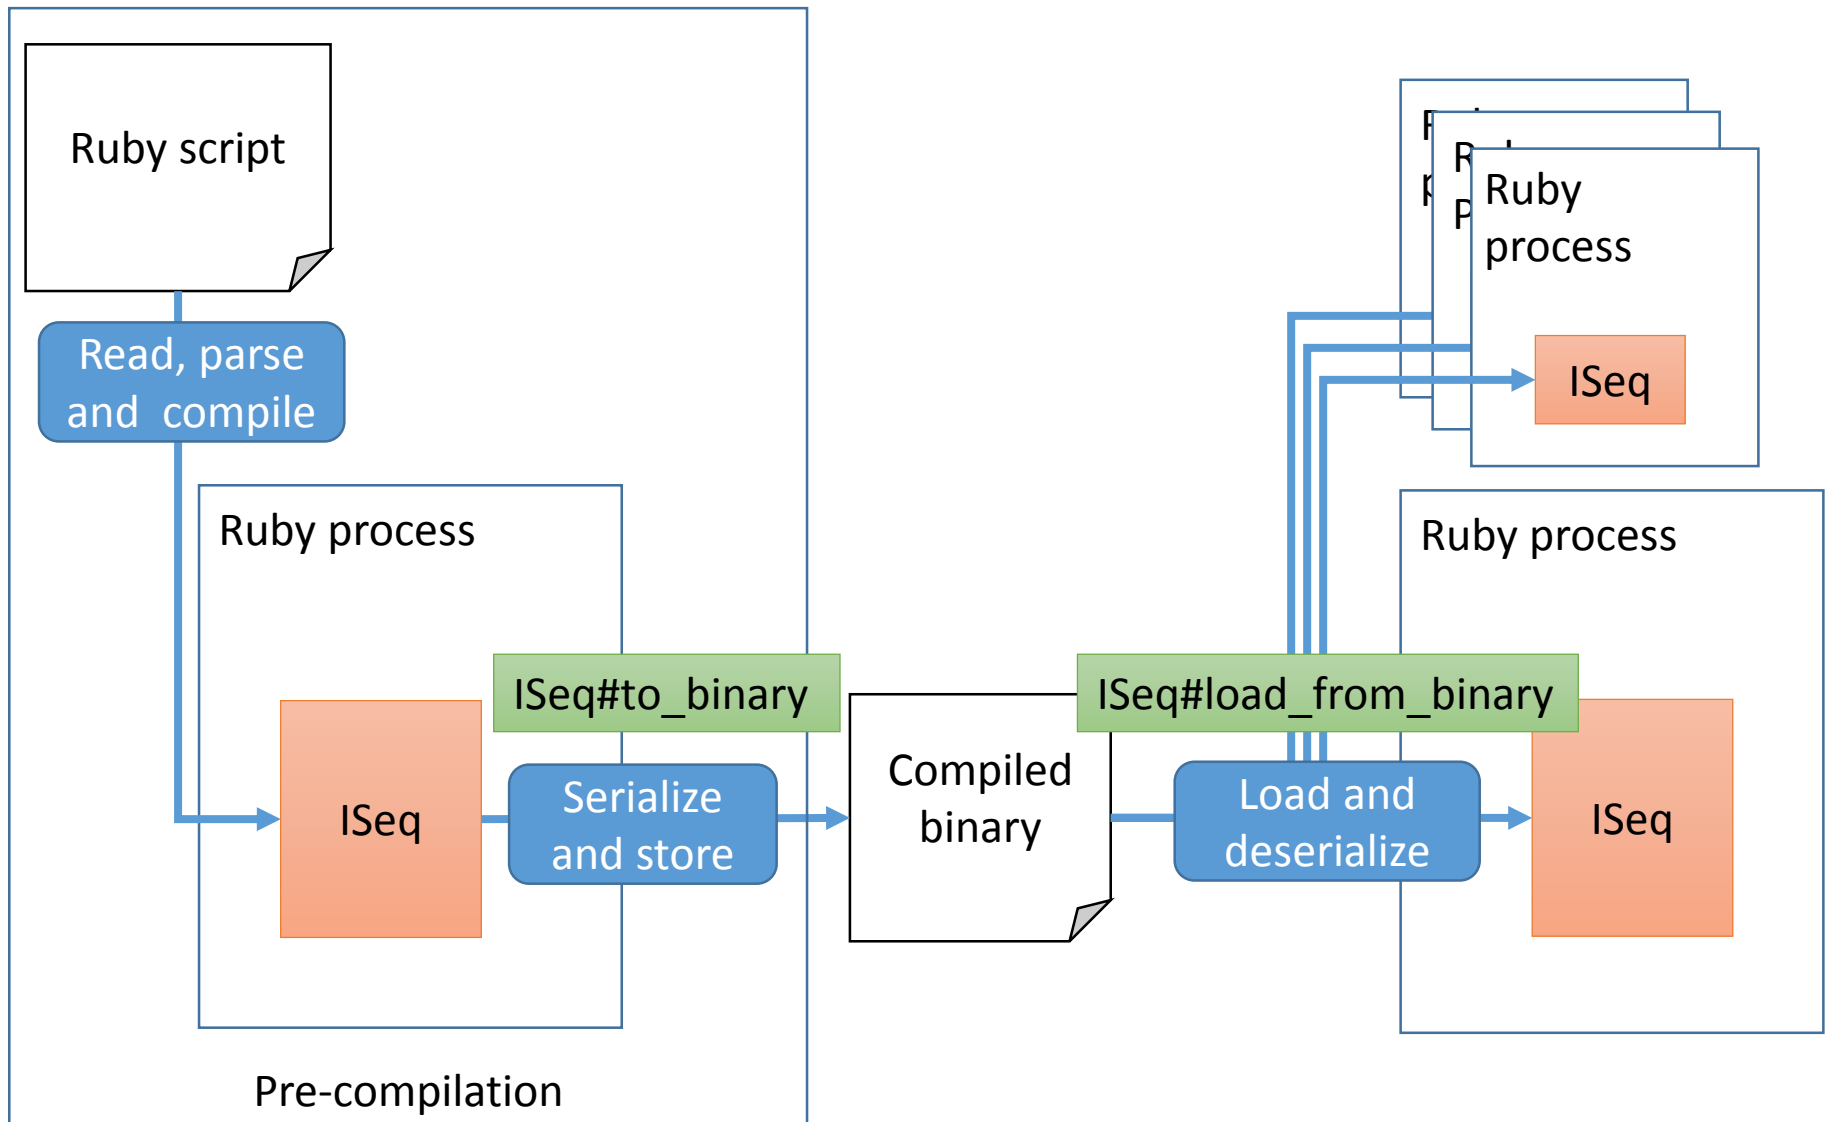 Ruby script
Read, parse
and compile
Ruby process
ISeq
ISeq#to_binary
Serialize
and store
Pre-compilation
Compiled
binary
ISeq#load_from_binary
Load and
deserialize
Ruby
process
ISeq
Ruby process
ISeq